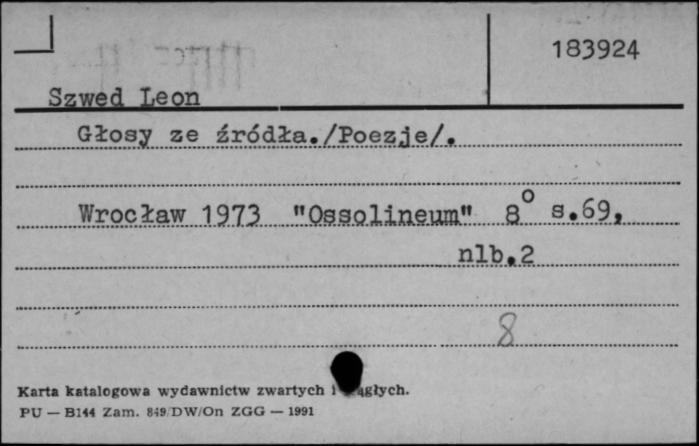 183924
Szwed Leon
Głosy ze źródła./Poezje/.
Wrocław 1973 "Ossolineum" 8° s.69,
nlb.2
8
Karta katalogowa wydawnictw zwartych i
PU — B144 Zam. 849/DW/On ZGG — 1991